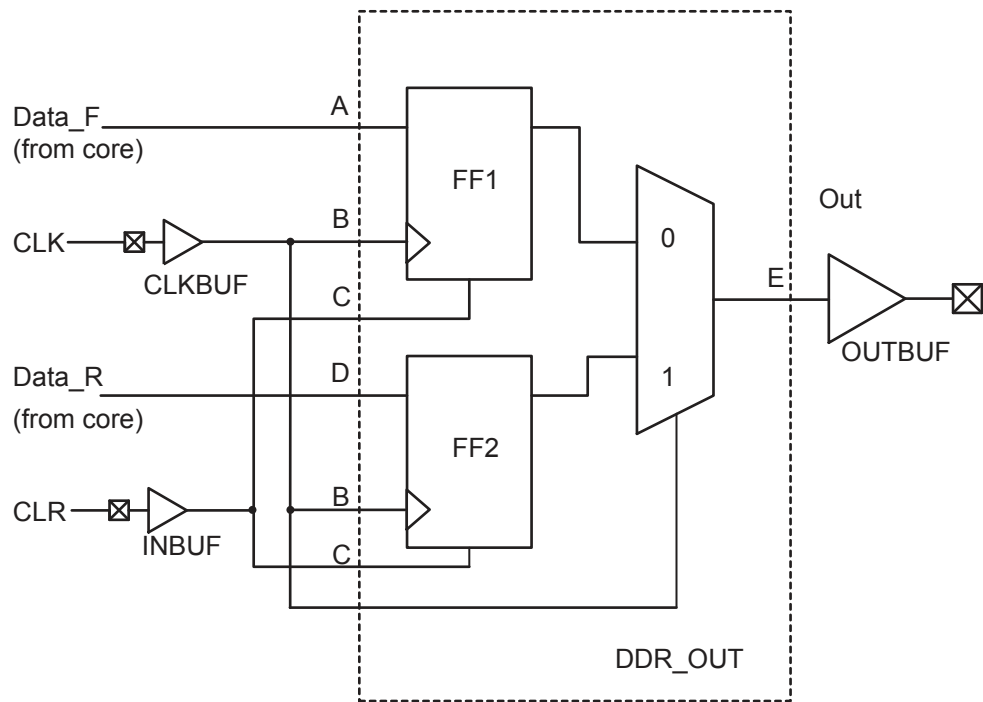 Data_F
(from core)
A
FF1
0
Out
CLK
CLKBUF
B
C
E
OUTBUF
Data_R
(from core)
D
FF2
1
CLR
INBUF
B
C
DDR_OUT